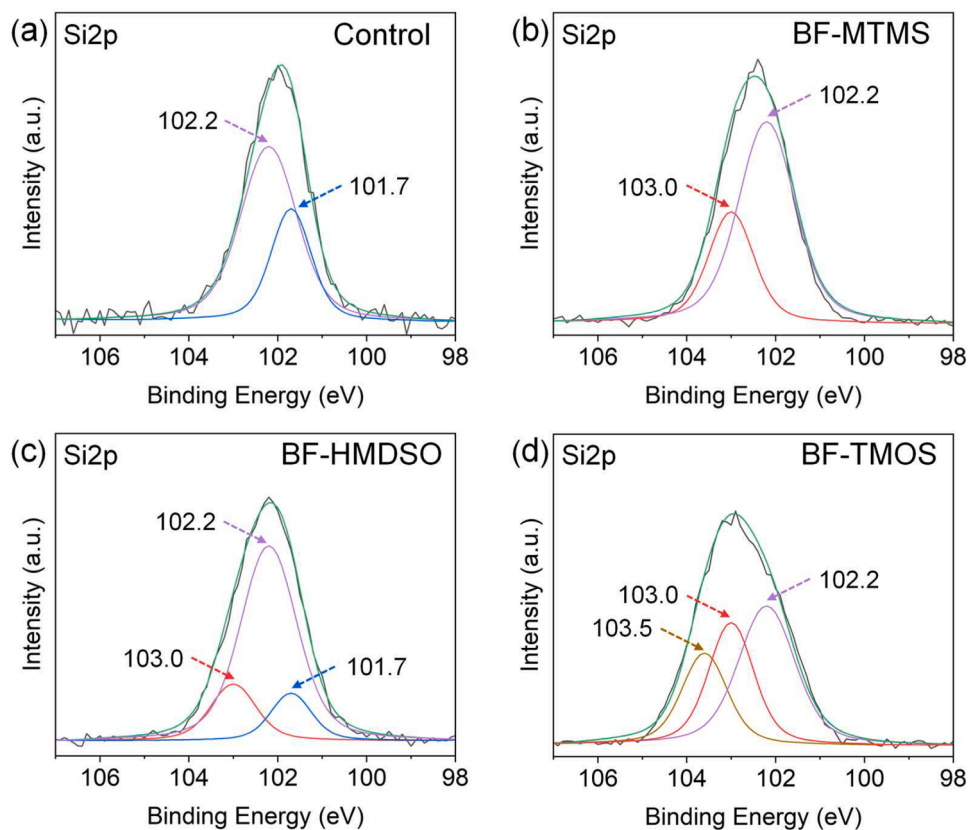 (a) Si2p Control
102.2
101.7
Intensity (a.u.)
106 104 102 100 98
Binding Energy (eV)
(b) Si2p BF-MTMS
102.2
103.0
Intensity (a.u.)
106 104 102 100 98
Binding Energy (eV)
(c) Si2p BF-HMDSO
102.2
103.0
101.7
Intensity (a.u.)
106 104 102 100 98
Binding Energy (eV)
(d) Si2p BF-TMOS
103.0
102.2
103.5
Intensity (a.u.)
106 104 102 100 98
Binding Energy (eV)